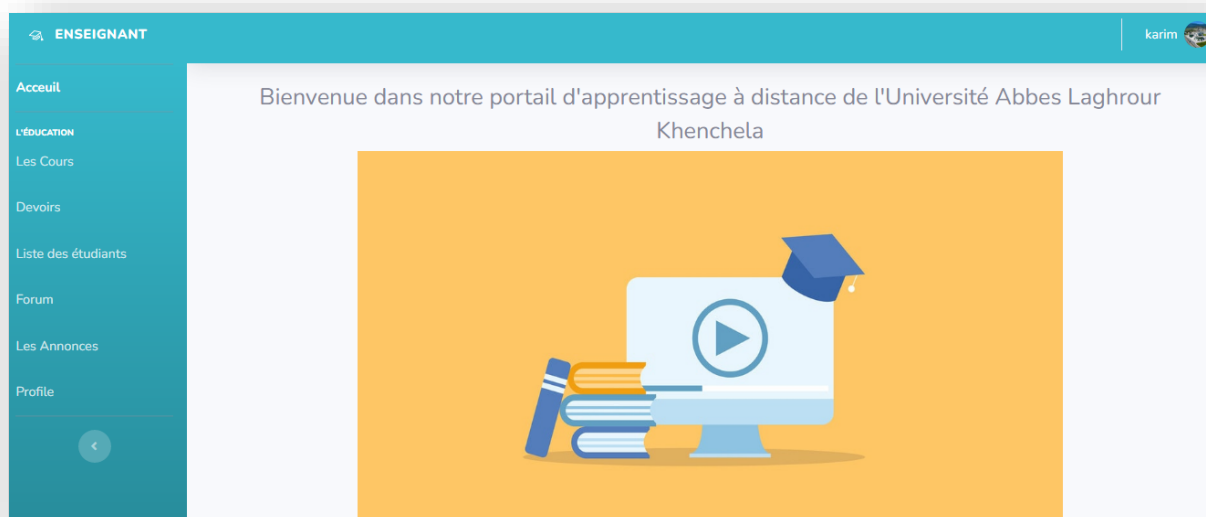 ENSEIGNANT
karim
Acceuil
L'ÉDUCATION
Les Cours
Devoirs
Liste des étudiants
Forum
Les Annonces
Profile
Bienvenue dans notre portail d'apprentissage à distance de l'Université Abbes Laghrour
Khenchela